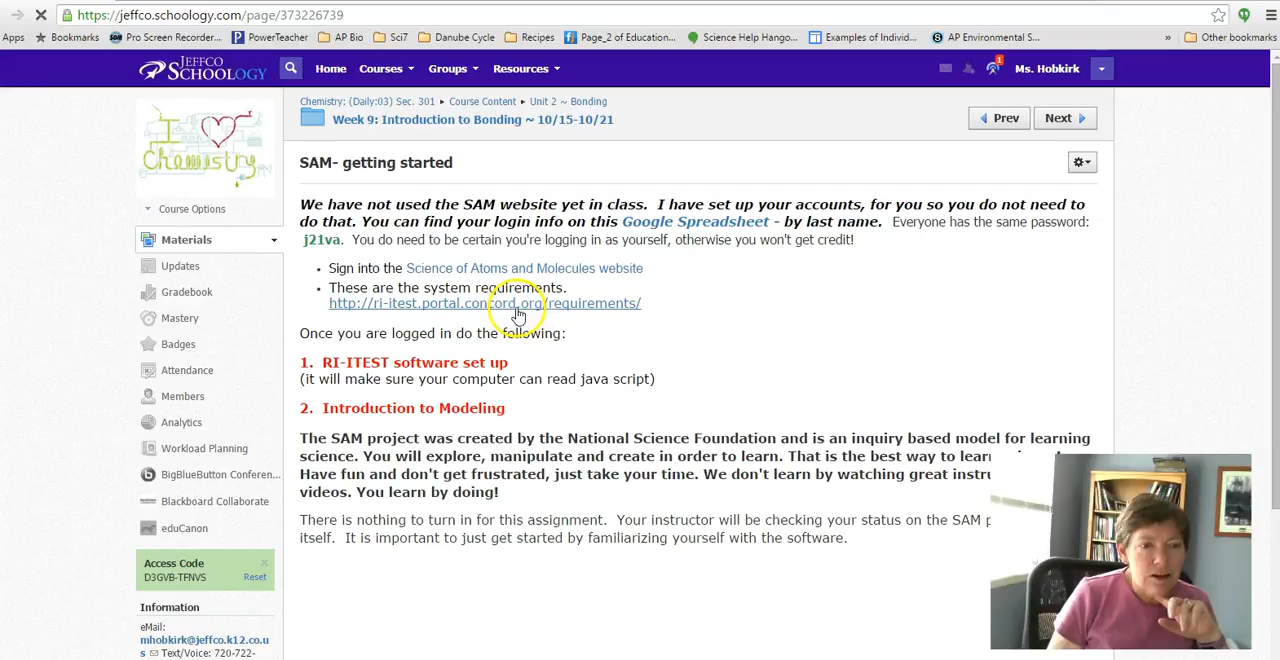 https://jeffco.schoology.com/page/373226739
Apps Bookmarks Pro Screen Recorder... PowerTeacher AP Bio Sci7 Danube Cycle Recipes Page_2 of Education... Science Help Hango... Examples of Individ... AP Environmental S... » Other bookmarks
JEFFCO SCHOOLOGY Home Courses Groups Resources 1 Ms. Hobkirk
I Chemistry
Chemistry: (Daily:03) Sec. 301 ▸ Course Content ▸ Unit 2 ~ Bonding
Week 9: Introduction to Bonding ~ 10/15-10/21
Prev Next
SAM- getting started
We have not used the SAM website yet in class. I have set up your accounts, for you so you do not need to
do that. You can find your login info on this Google Spreadsheet - by last name. Everyone has the same password:
j21va. You do need to be certain you're logging in as yourself, otherwise you won't get credit!
• Sign into the Science of Atoms and Molecules website
• These are the system requirements.
http://ri-itest.portal.concord.org/requirements/
Once you are logged in do the following:
1. RI-ITEST software set up
(it will make sure your computer can read java script)
2. Introduction to Modeling
The SAM project was created by the National Science Foundation and is an inquiry based model for learning
science. You will explore, manipulate and create in order to learn. That is the best way to learn
Have fun and don't get frustrated, just take your time. We don't learn by watching great instru
videos. You learn by doing!
There is nothing to turn in for this assignment. Your instructor will be checking your status on the SAM p
itself. It is important to just get started by familiarizing yourself with the software.
Course Options
Materials
Updates
Gradebook
Mastery
Badges
Attendance
Members
Analytics
Workload Planning
BigBlueButton Conferen...
Blackboard Collaborate
eduCanon
Access Code
D3GVB-TFNVS Reset
Information
eMail:
mhobkirk@jeffco.k12.co.u
s Text/Voice: 720-722-